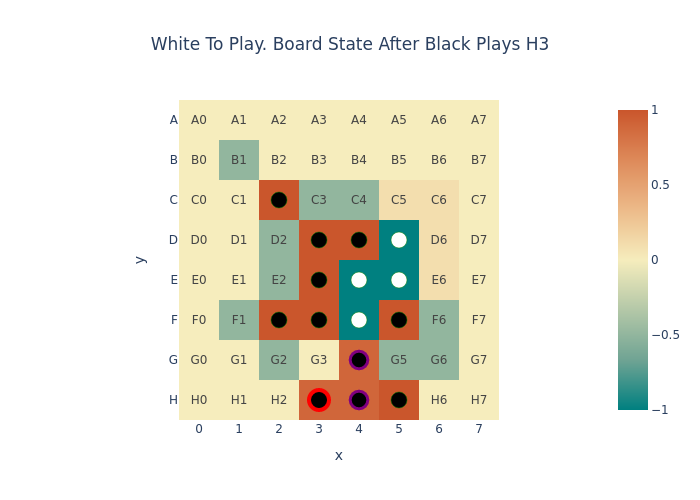 White To Play. Board State After Black Plays H3
A A0 A1 A2 A3 A4 A5 A6 A7
B B0 B1 B2 B3 B4 B5 B6 B7
C C0 C1 C3 C4 C5 C6 C7
D D0 D1 D2 D6 D7
E E0 E1 E2 E6 E7
F F0 F1 F6 F7
G G0 G1 G2 G3 G5 G6 G7
H H0 H1 H2 H6 H7
0 1 2 3 4 5 6 7
x
y
1
0.5
0
−0.5
−1